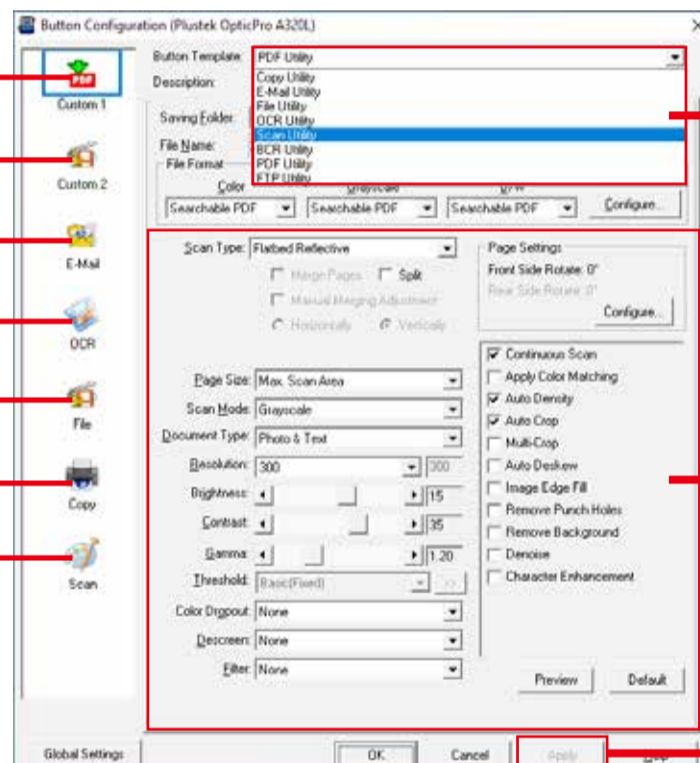 Button Configuration (Plustek OpticPro A320L)
Button Template: PDF Utility
Description:
Copy Utility
E-Mail Utility
File Utility
OCR Utility
Scan Utility
BCR Utility
PDF Utility
FTP Utility
Saving Folder:
File Name:
File Format
Color Grayscale B/W
Searchable PDF Searchable PDF Searchable PDF Configure...
PDF
Custom 1
Custom 2
E-Mail
OCR
File
Copy
Scan
Scan Type: Flatbed Reflective
Merge Pages Split
Manual Merging Adjustment
Horizontally Vertically
Page Size: Max. Scan Area
Scan Mode: Grayscale
Document Type: Photo & Text
Resolution: 300 300
Brightness: 15
Contrast: 35
Gamma: 1.20
Threshold: Basic(Fixed)
Color Dropout: None
Descreen: None
Filter: None
Page Settings
Front Side Rotate: 0°
Rear Side Rotate: 0°
Configure...
Continuous Scan
Apply Color Matching
Auto Density
Auto Crop
Multi-Crop
Auto Deskew
Image Edge Fill
Remove Punch Holes
Remove Background
Denoise
Character Enhancement
Preview Default
Global Settings OK Cancel Apply Help